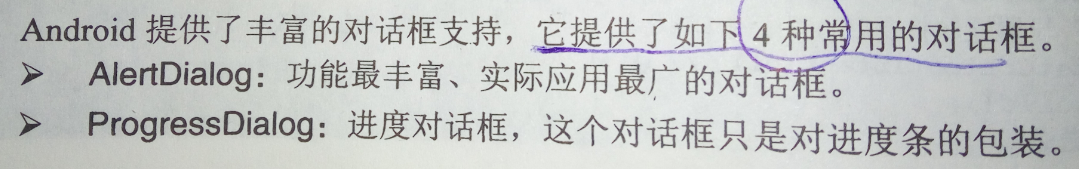 Android 提供了丰富的对话框支持，它提供了如下 4 种常用的对话框。
➢ AlertDialog：功能最丰富、实际应用最广的对话框。
➢ ProgressDialog：进度对话框，这个对话框只是对进度条的包装。